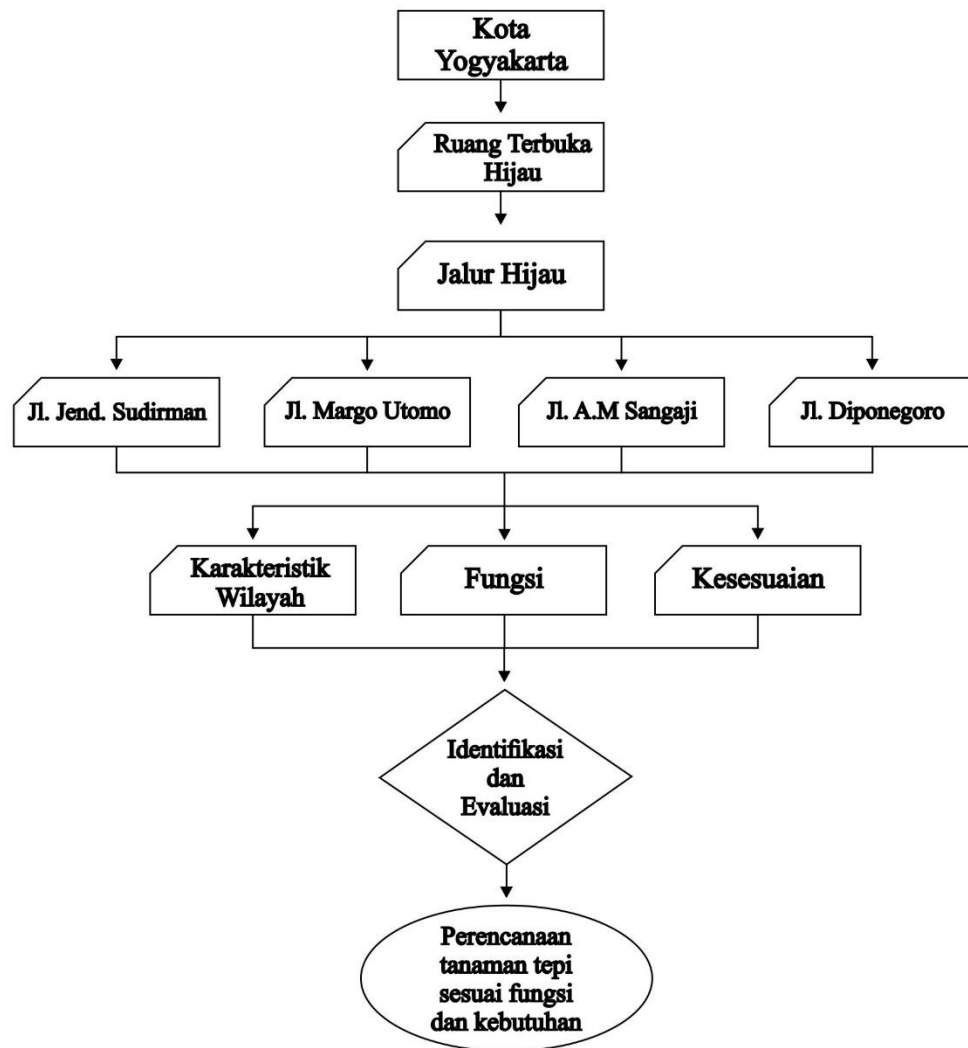 Kota
Yogyakarta
Ruang Terbuka
Hijau
Jalur Hijau
Jl. Jend. Sudirman
Jl. Margo Utomo
Jl. A.M Sangaji
Jl. Diponegoro
Karakteristik
Wilayah
Fungsi
Kesesuaian
Identifikasi
dan
Evaluasi
Perencanaan
tanaman tepi
sesuai fungsi
dan kebutuhan